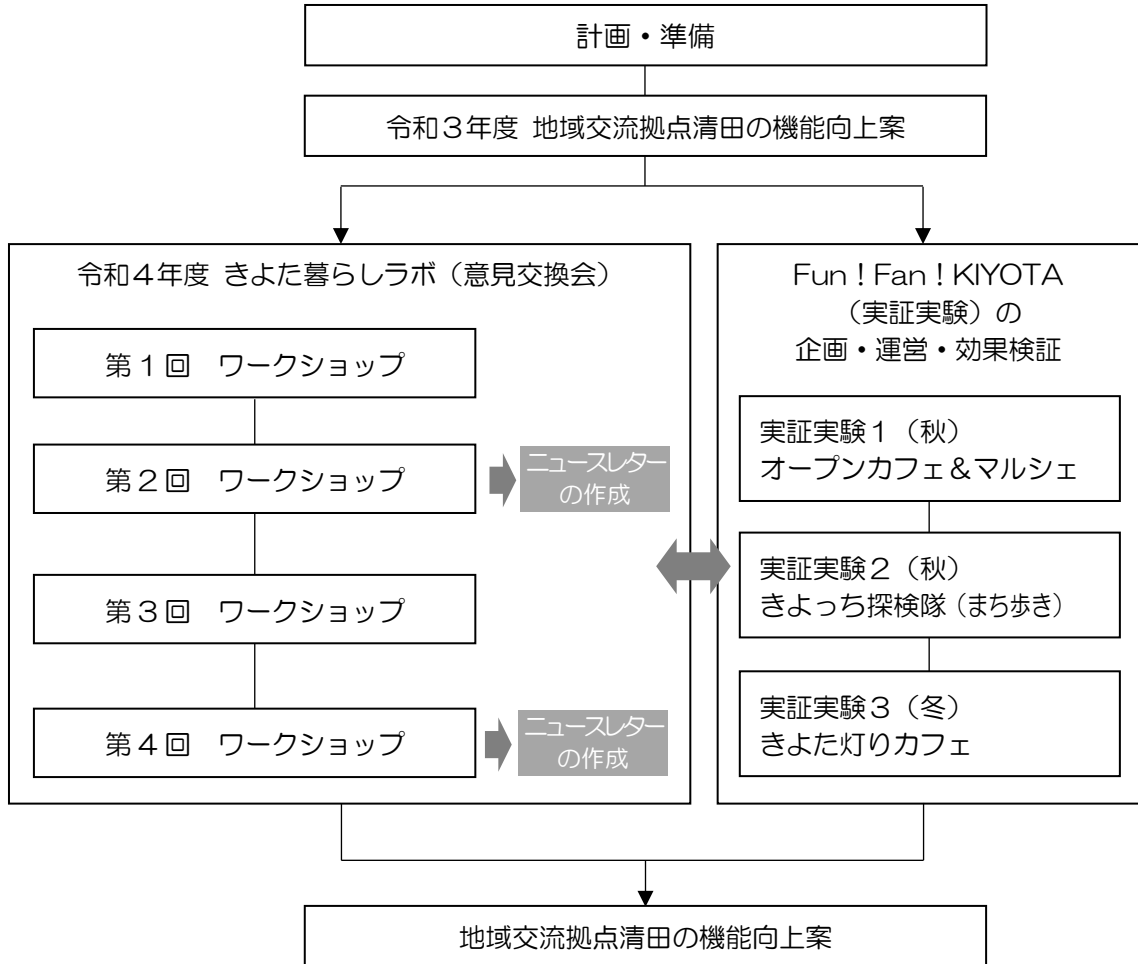 計画・準備
令和３年度 地域交流拠点清田の機能向上案
令和４年度 きよた暮らしラボ（意見交換会）
第１回　ワークショップ
第２回　ワークショップ
ニュースレター
の作成
第３回　ワークショップ
第４回　ワークショップ
ニュースレター
の作成
Fun！Fan！KIYOTA
（実証実験）の
企画・運営・効果検証
実証実験１（秋）
オープンカフェ＆マルシェ
実証実験２（秋）
きよっち探検隊（まち歩き）
実証実験３（冬）
きよた灯りカフェ
地域交流拠点清田の機能向上案